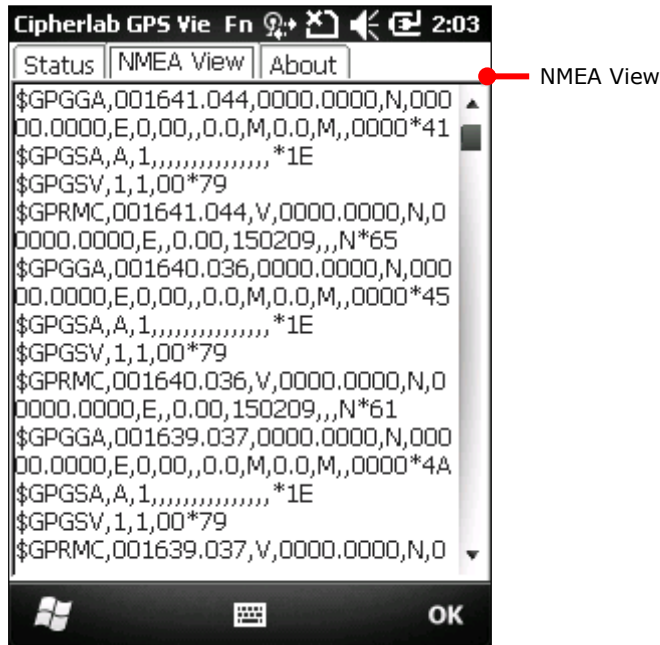 Cipherlab GPS Vie Fn 2:03
Status NMEA View About
NMEA View
$GPGGA,001641.044,0000.0000,N,000
00.0000,E,0,00,,0.0,M,0.0,M,,0000*41
$GPGSA,A,1,,,,,,,,,,,,,,,*1E
$GPGSV,1,1,00*79
$GPRMC,001641.044,V,0000.0000,N,0
0000.0000,E,,0.00,150209,,,N*65
$GPGGA,001640.036,0000.0000,N,000
00.0000,E,0,00,,0.0,M,0.0,M,,0000*45
$GPGSA,A,1,,,,,,,,,,,,,,,*1E
$GPGSV,1,1,00*79
$GPRMC,001640.036,V,0000.0000,N,0
0000.0000,E,,0.00,150209,,,N*61
$GPGGA,001639.037,0000.0000,N,000
00.0000,E,0,00,,0.0,M,0.0,M,,0000*4A
$GPGSA,A,1,,,,,,,,,,,,,,,*1E
$GPGSV,1,1,00*79
$GPRMC,001639.037,V,0000.0000,N,0
OK